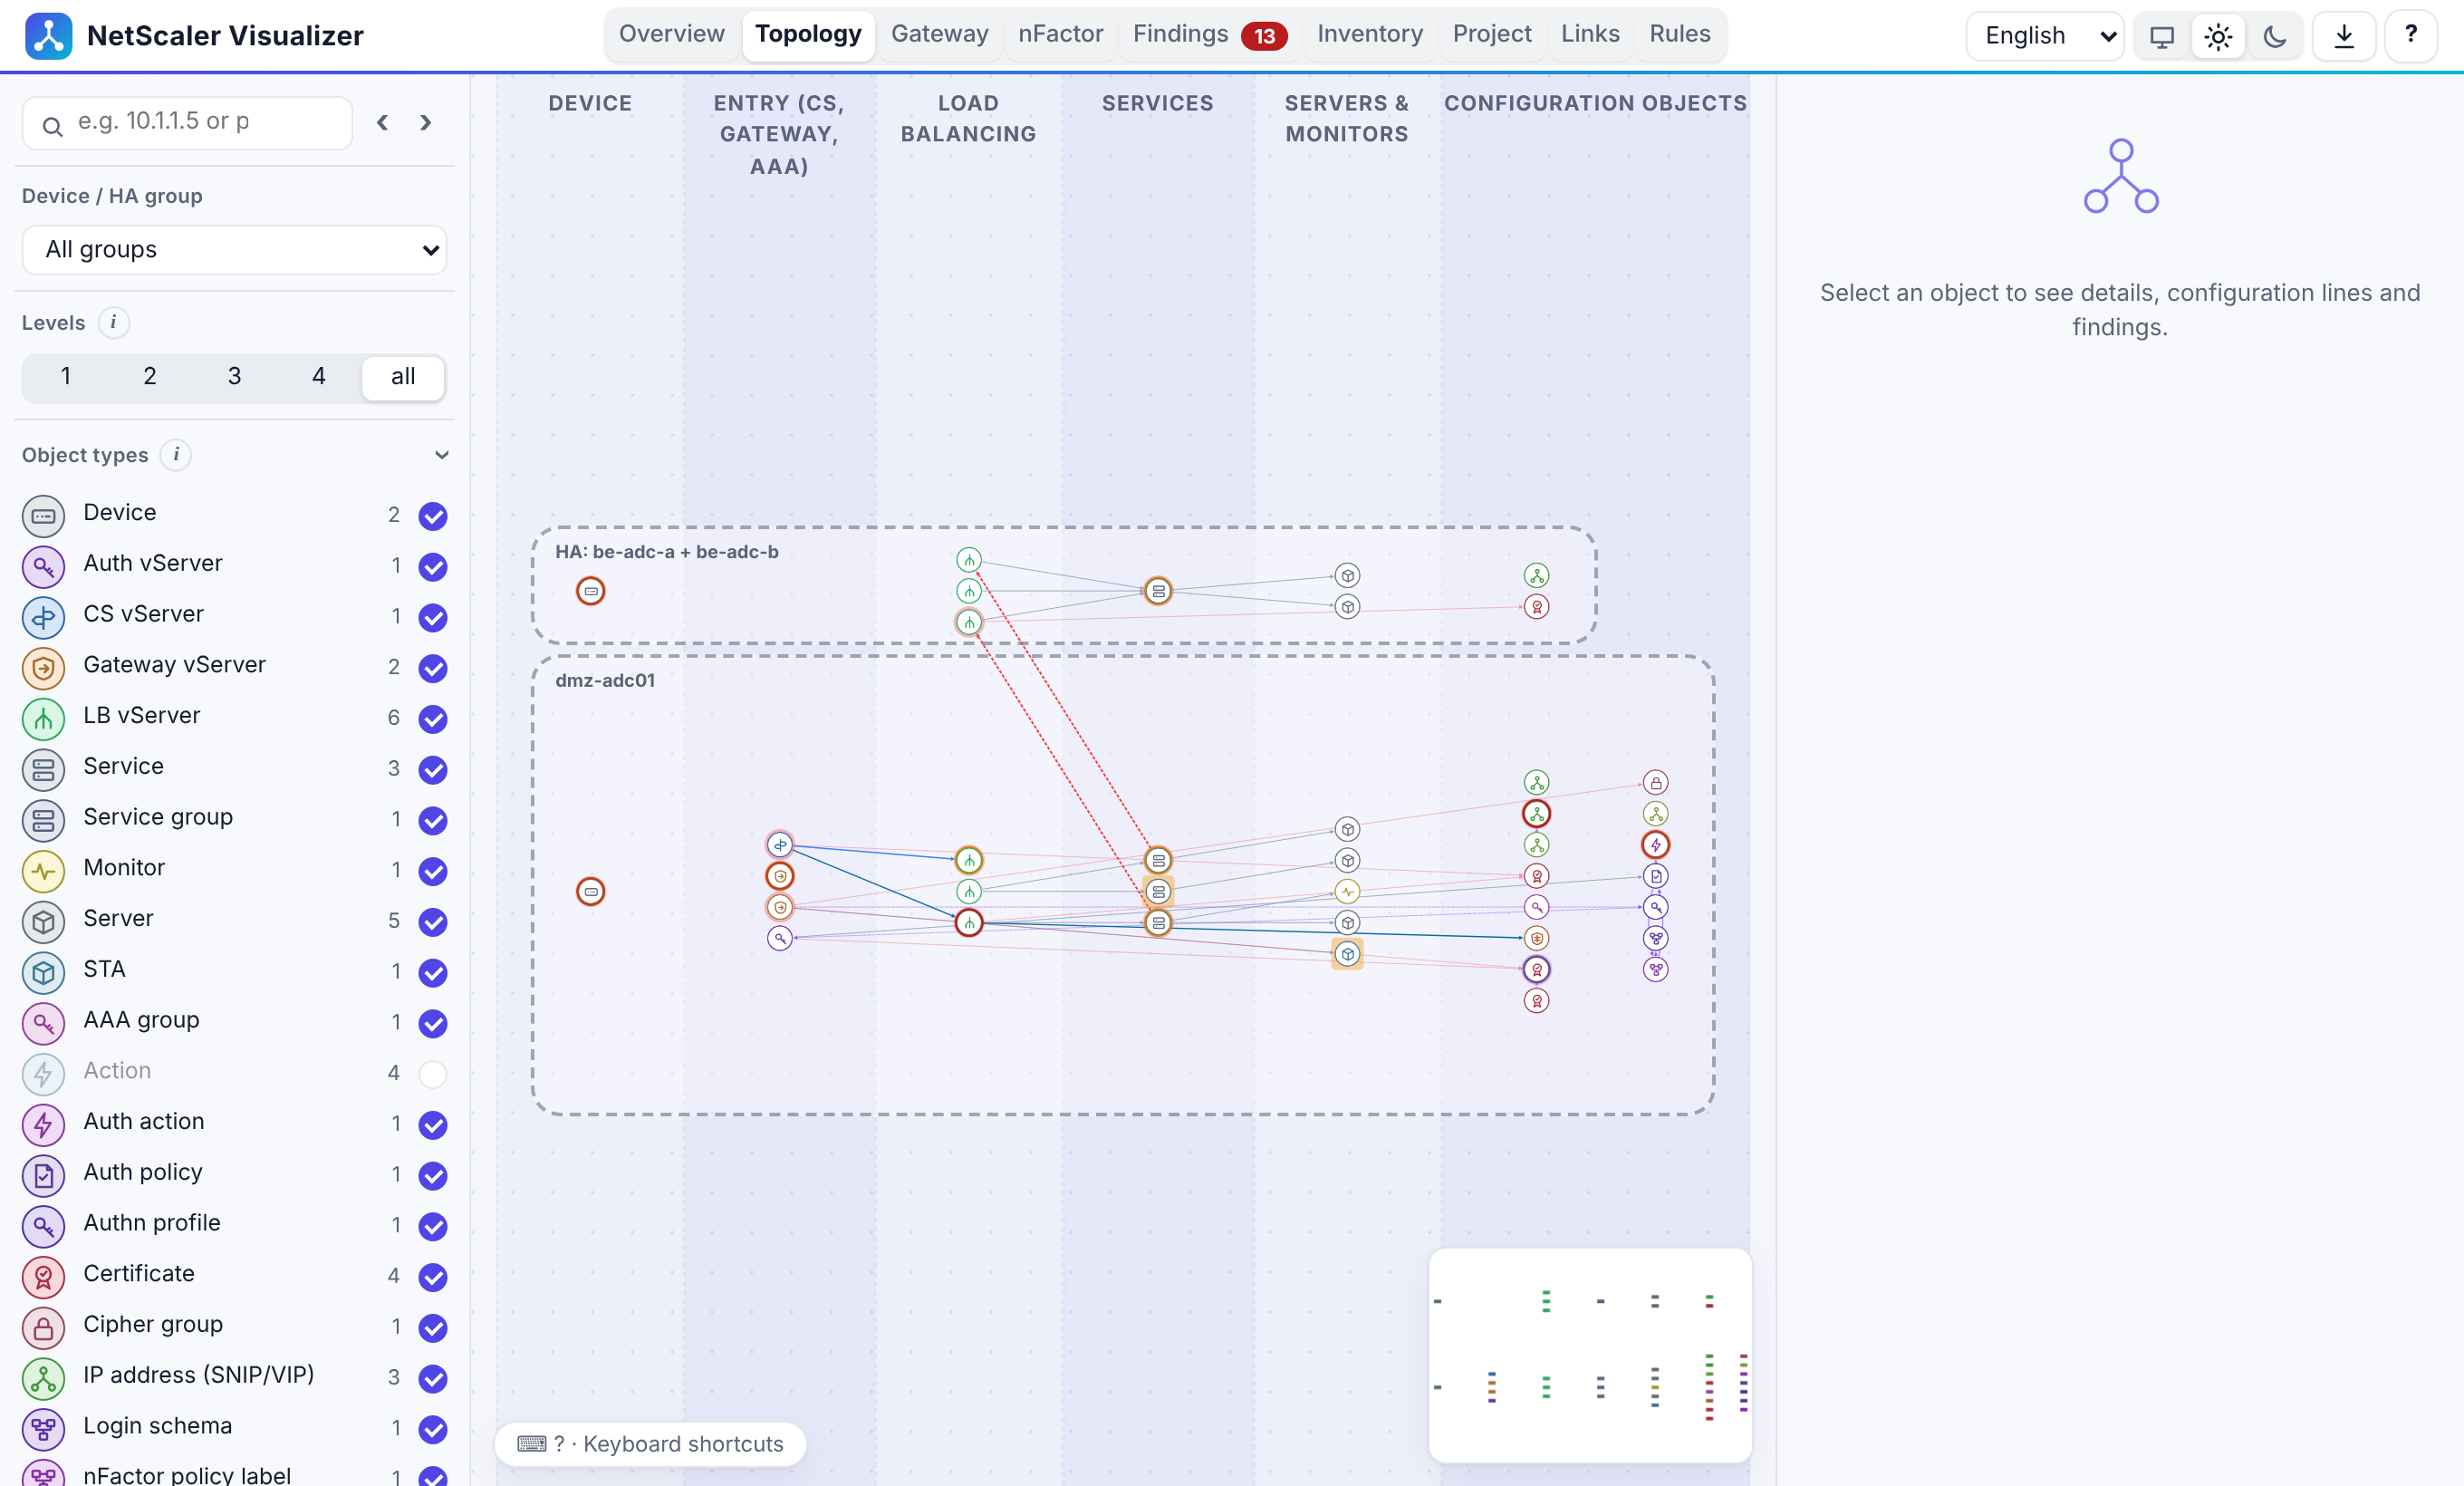 NetScaler Visualizer
Overview
Topology
Gateway
nFactor
Findings 13
Inventory
Project
Links
Rules
English
?
e.g. 10.1.1.5 or p
Device / HA group
All groups
Levels i
1 2 3 4 all
Object types i
Device 2
Auth vServer 1
CS vServer 1
Gateway vServer 2
LB vServer 6
Service 3
Service group 1
Monitor 1
Server 5
STA 1
AAA group 1
Action 4
Auth action 1
Auth policy 1
Authn profile 1
Certificate 4
Cipher group 1
IP address (SNIP/VIP) 3
Login schema 1
nFactor policy label 1
DEVICE
ENTRY (CS,
GATEWAY,
AAA)
LOAD
BALANCING
SERVICES
SERVERS &
MONITORS
CONFIGURATION OBJECTS
HA: be-adc-a + be-adc-b
dmz-adc01
? · Keyboard shortcuts
Select an object to see details, configuration lines and
findings.